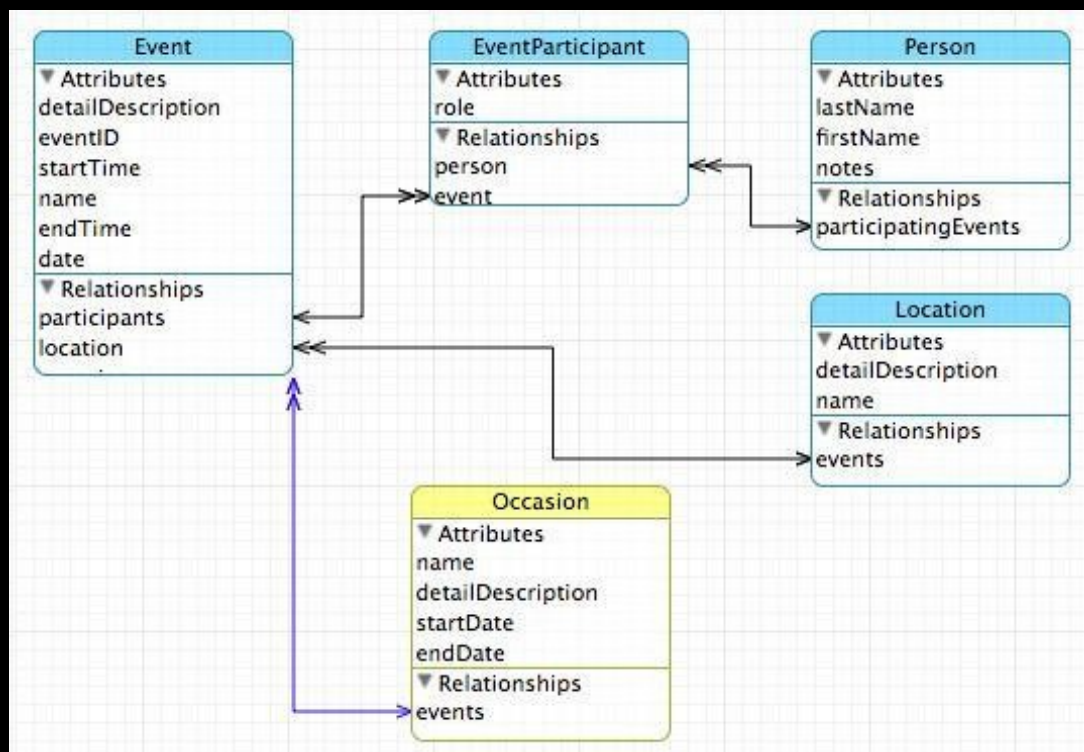 Event
Attributes
detailDescription
eventID
startTime
name
endTime
date
Relationships
participants
location
EventParticipant
Attributes
role
Relationships
person
event
Person
Attributes
lastName
firstName
notes
Relationships
participatingEvents
Location
Attributes
detailDescription
name
Relationships
events
Occasion
Attributes
name
detailDescription
startDate
endDate
Relationships
events